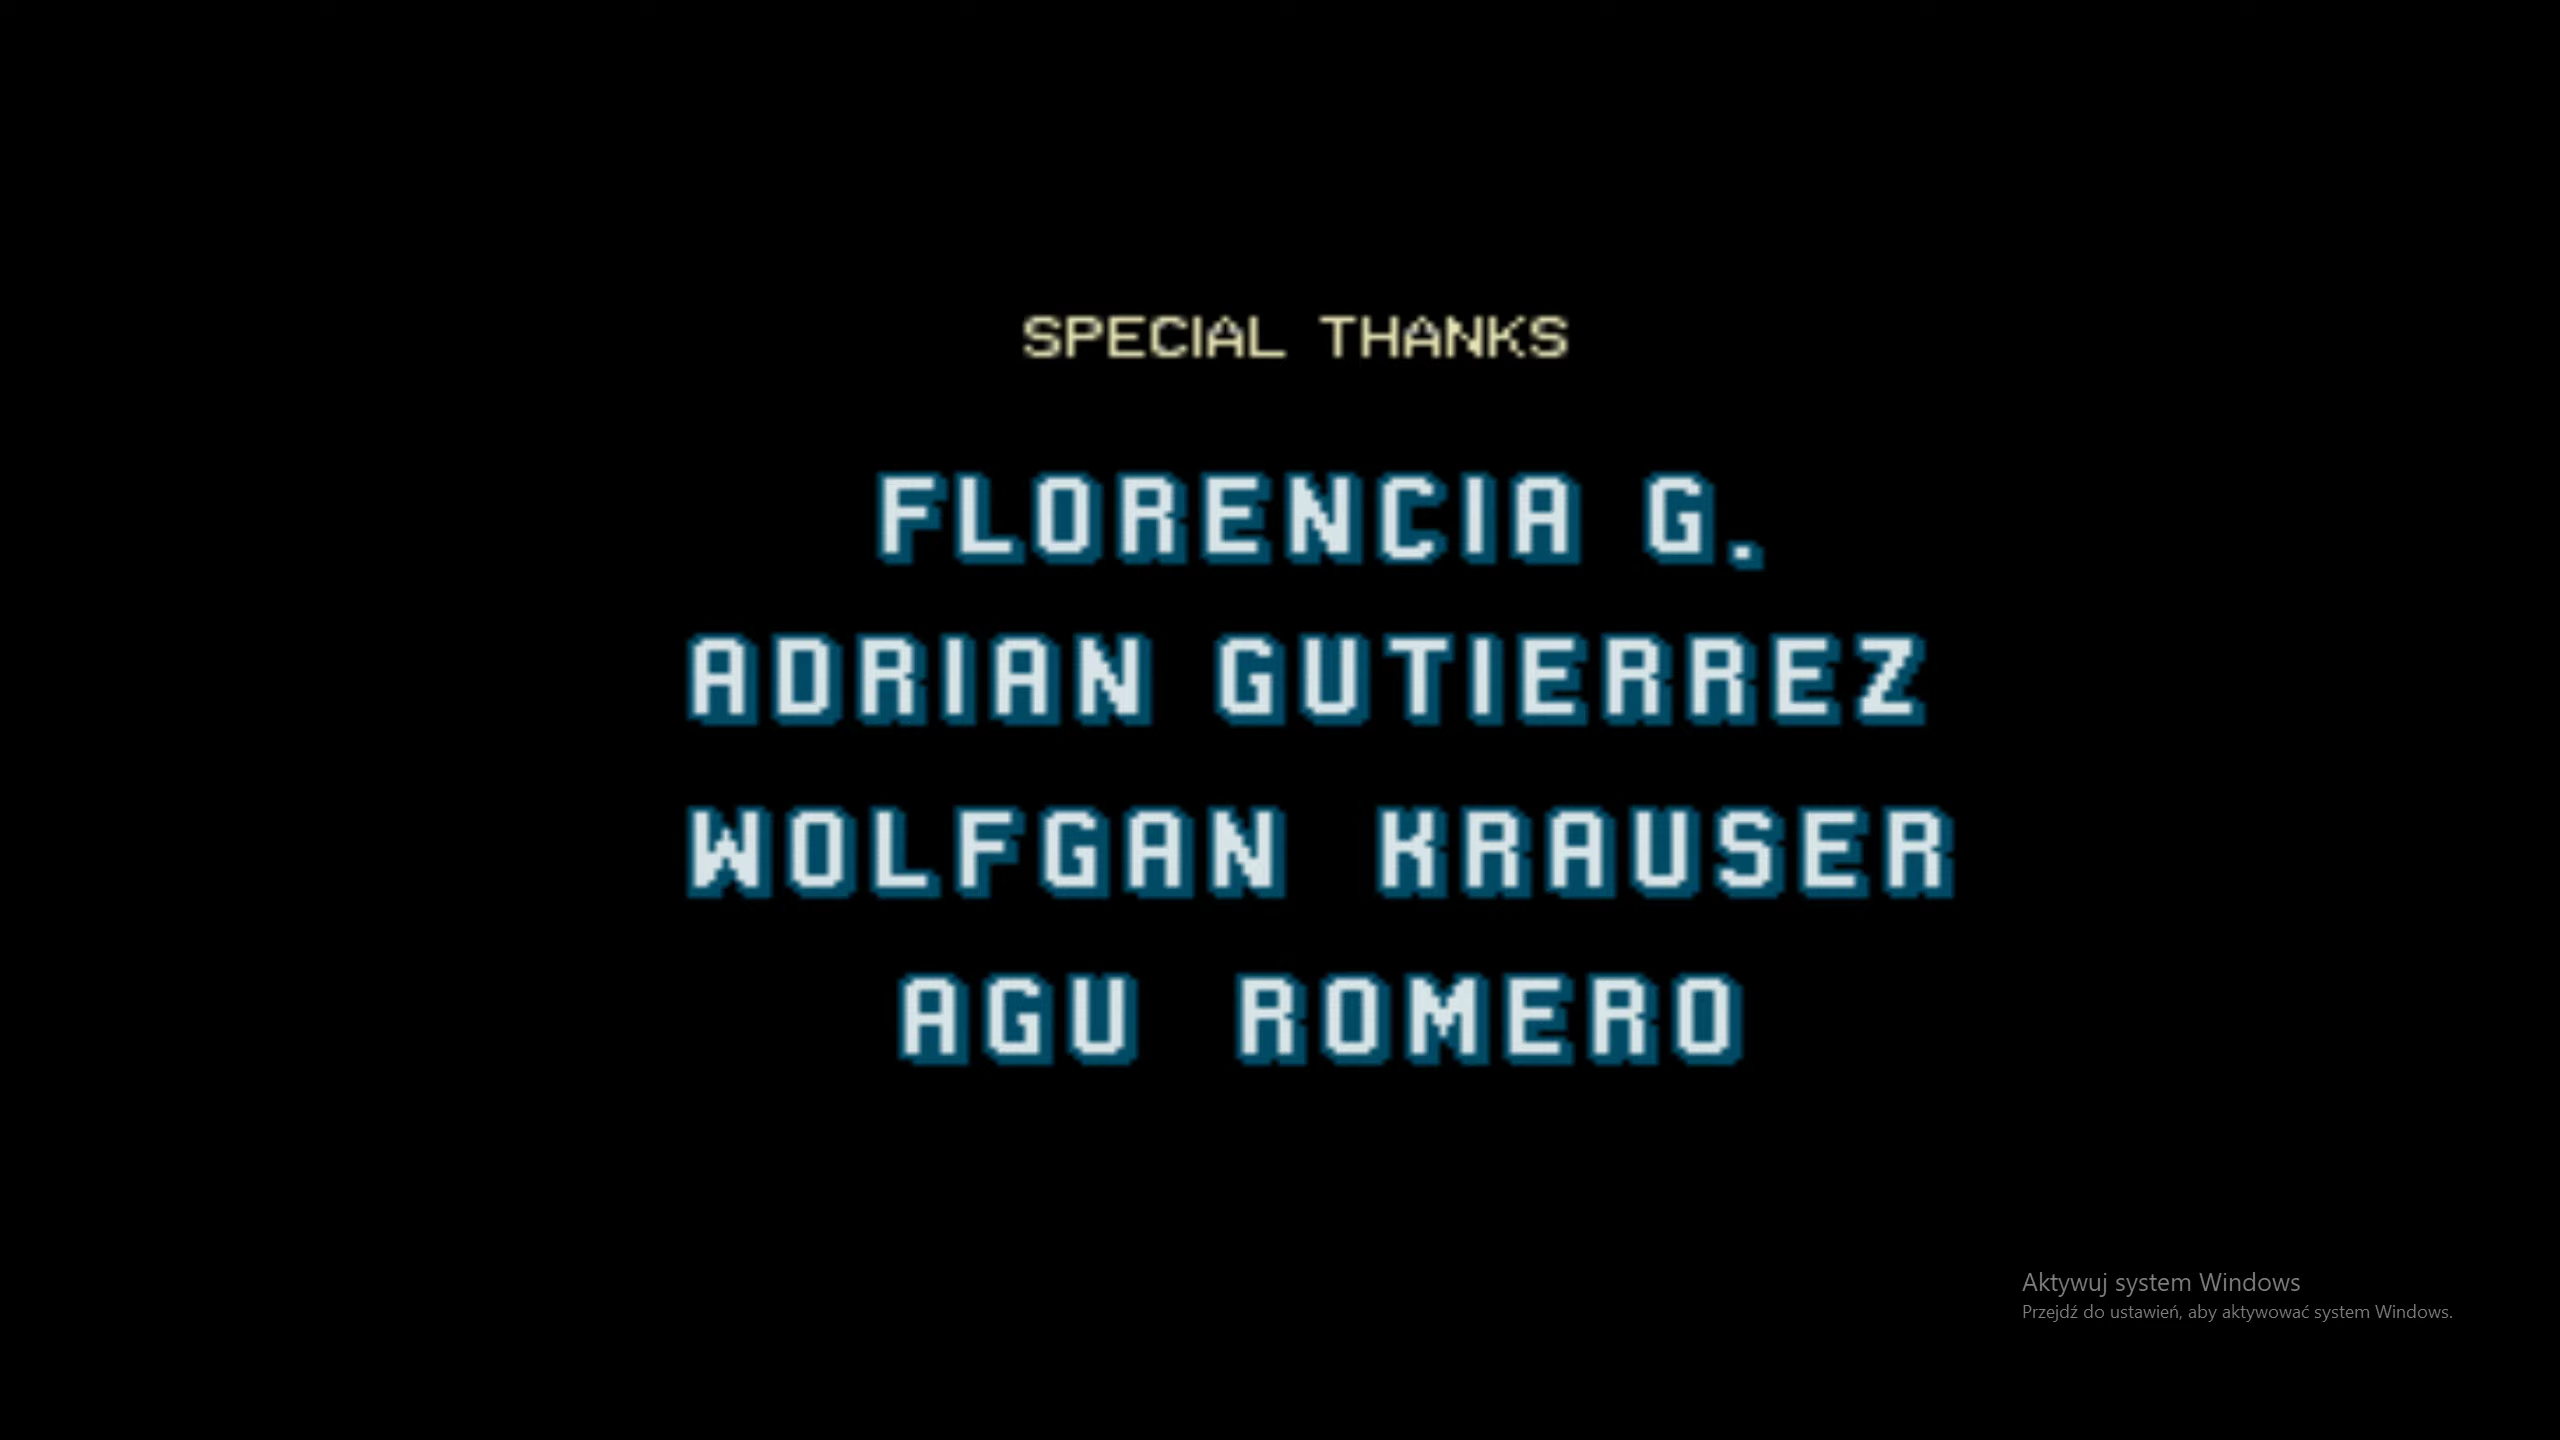 SPECIAL THANKS
FLORENCIA G.
ADRIAN GUTIERREZ
WOLFGAN KRAUSER
AGU ROMERO
Aktywuj system Windows
Przejdź do ustawień, aby aktywować system Windows.